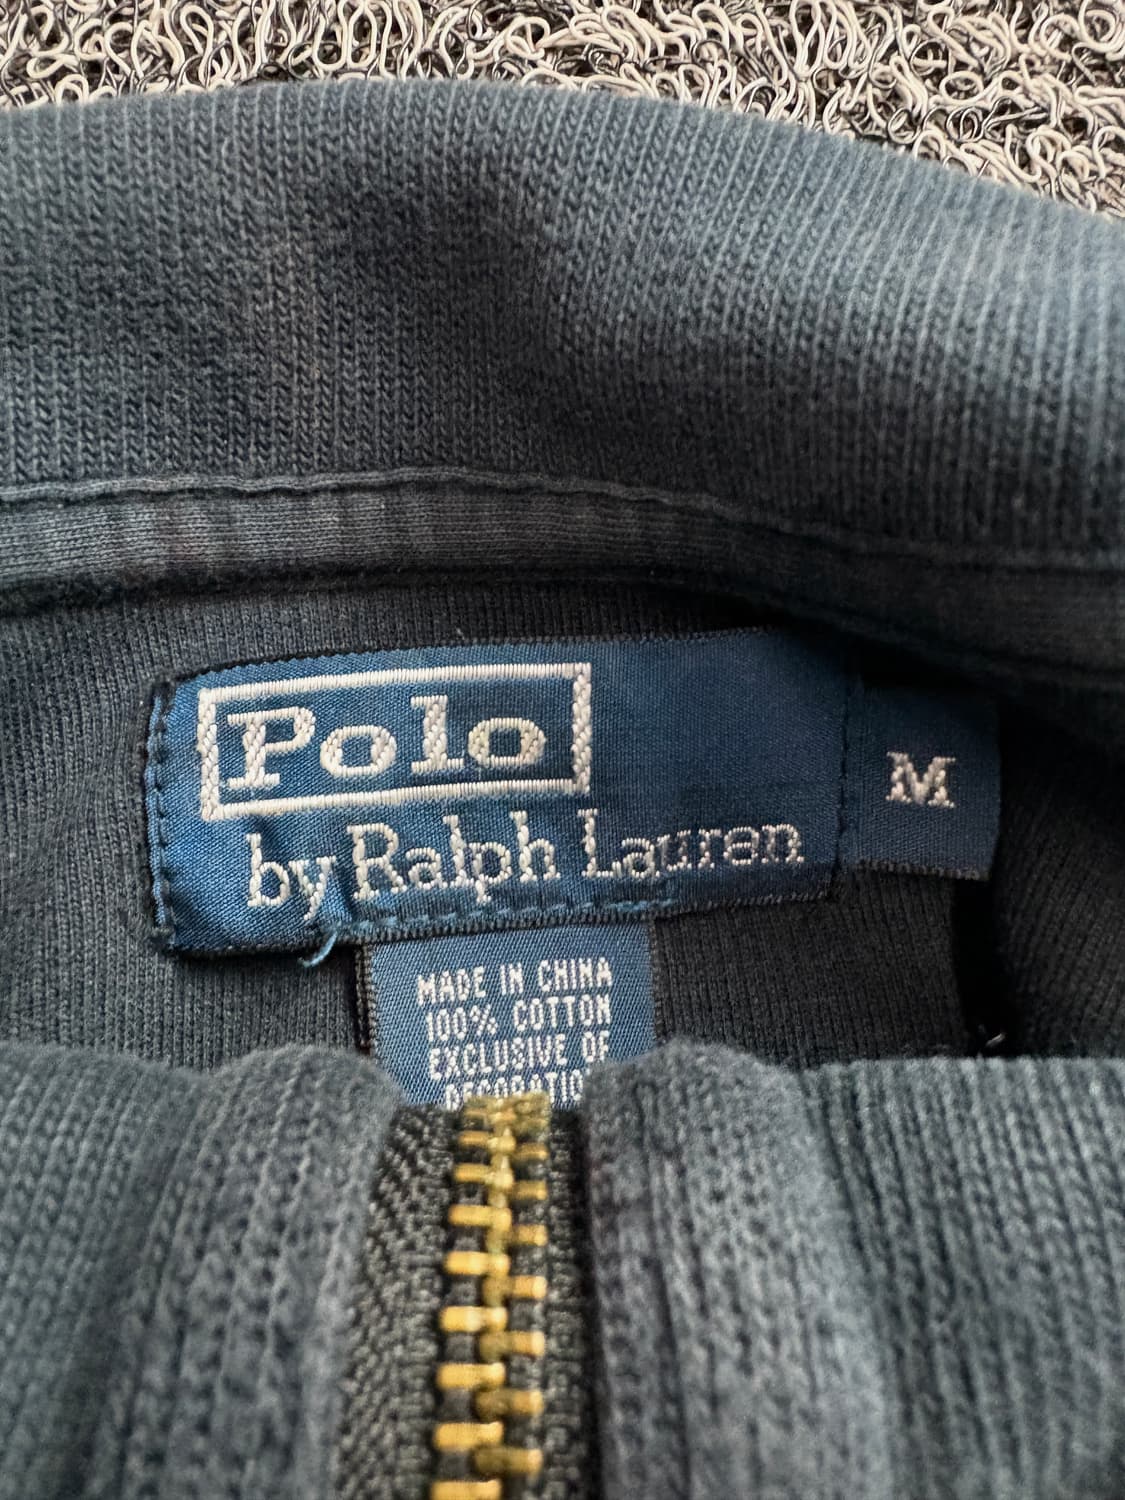 Polo
by Ralph Lauren
M
MADE IN CHINA
100% COTTON
EXCLUSIVE OF